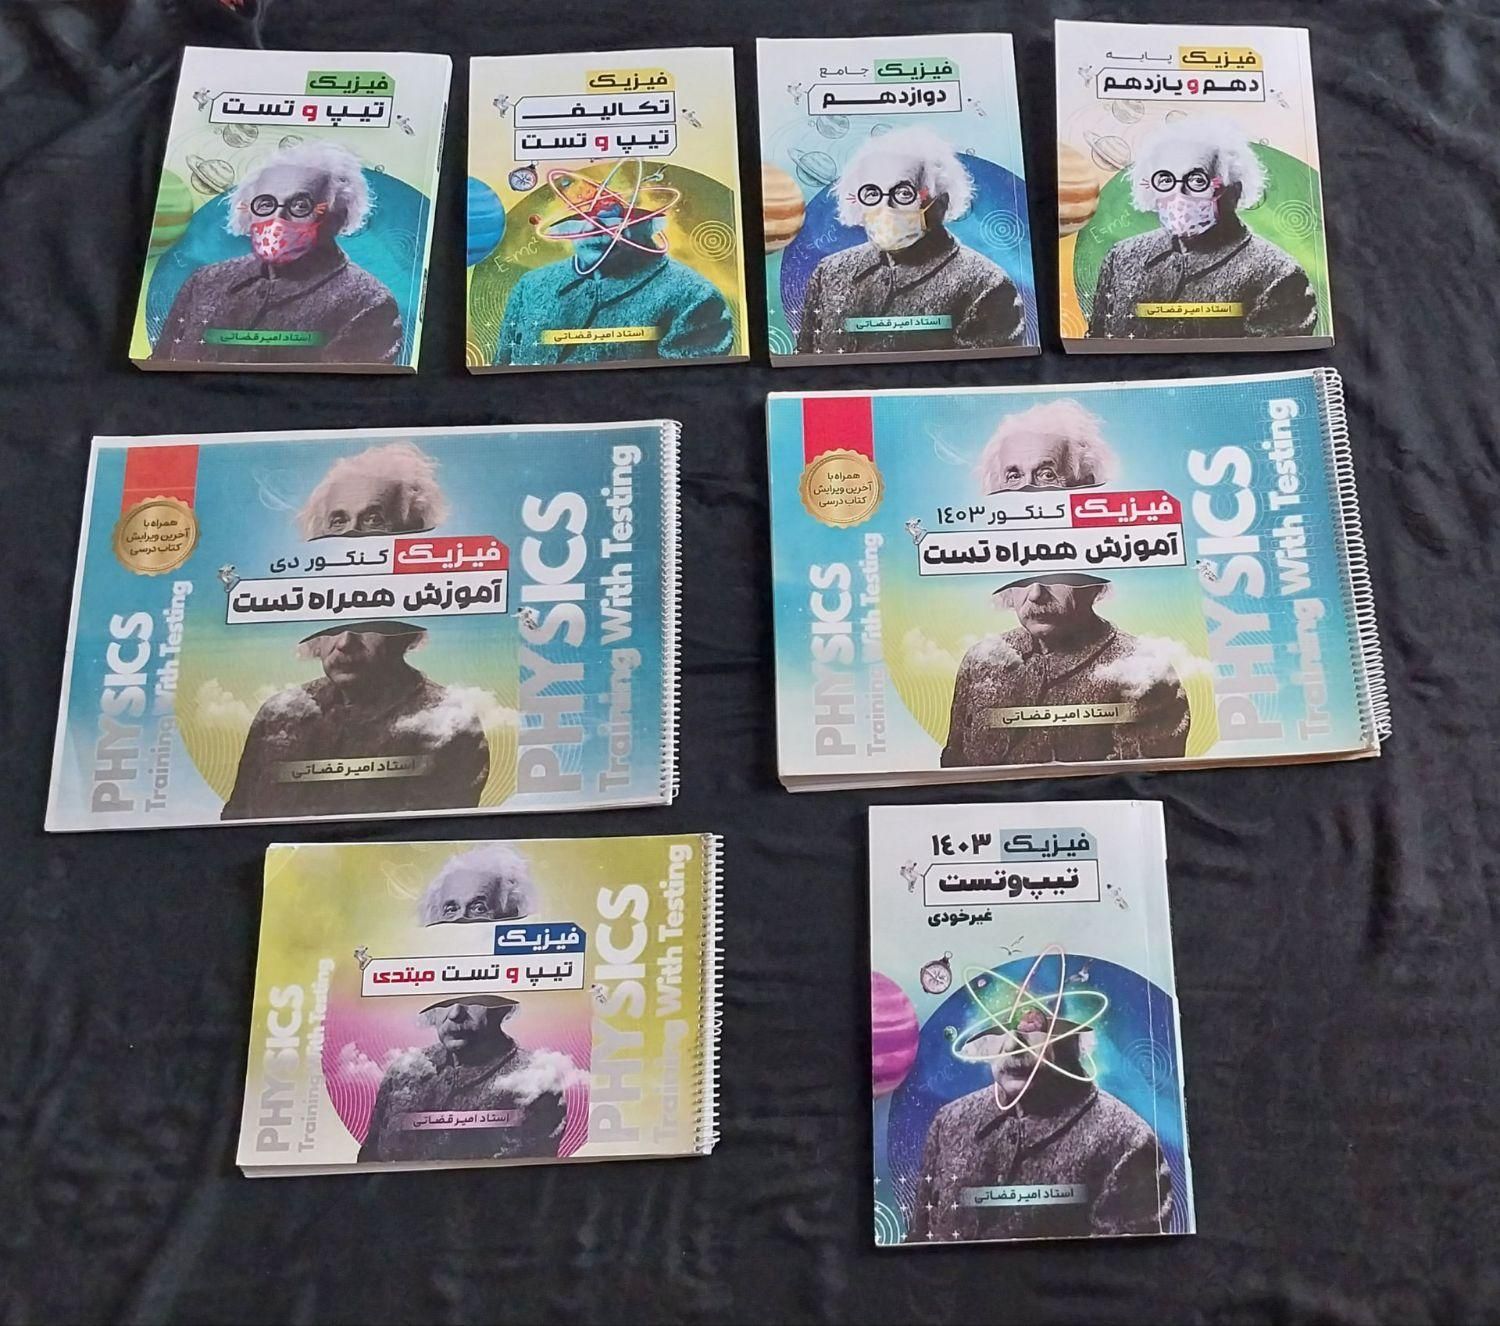 فیزیک
تیپ و تست
استاد امیر قضاتی
فیزیک
تکالیف
تیپ و تست
E=mc²
استاد امیر قضاتی
فیزیک جامع
دوازدهم
استاد امیر قضاتی
فیزیک پایه
دهم و یازدهم
E=mc²
استاد امیر قضاتی
همراه با
آخرین ویرایش
کتاب درسی
فیزیک کنکور دی
آموزش همراه تست
استاد امیر قضاتی
PHYSICS
Training With Testing
PHYSICS
Training With Testing
همراه با
آخرین ویرایش
کتاب درسی
فیزیک کنکور ۱۴۰۳
آموزش همراه تست
استاد امیر قضاتی
PHYSICS
Training With Testing
PHYSICS
Training With Testing
فیزیک
تیپ و تست مبتدی
استاد امیر قضاتی
PHYSICS
Training With Testing
PHYSICS
Training With Testing
فیزیک ۱۴۰۳
تیپ و تست
غیرخودی
استاد امیر قضاتی